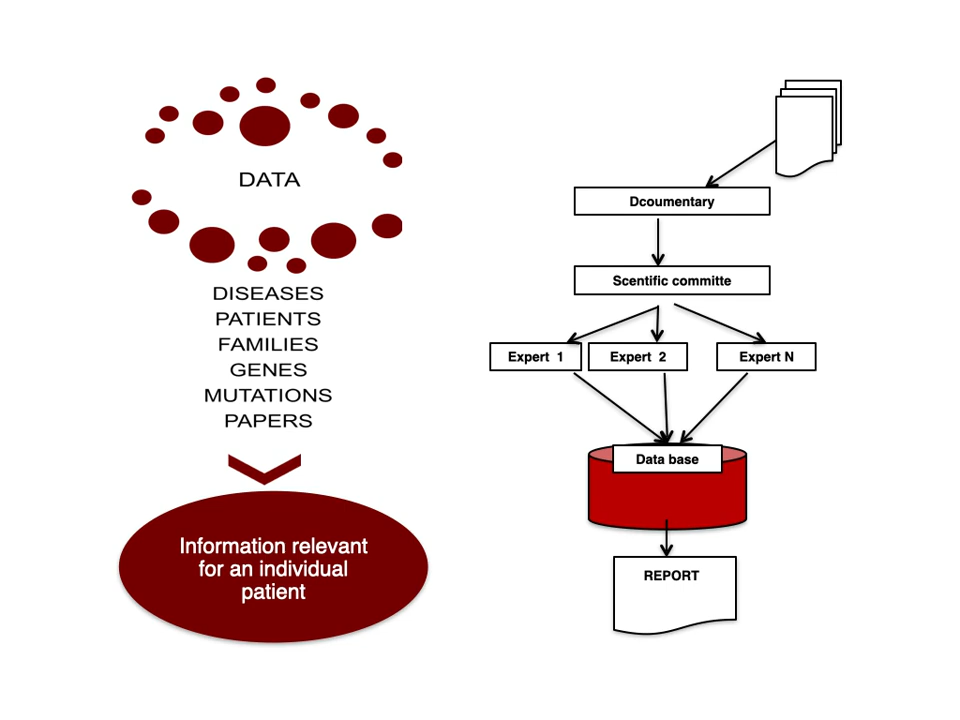 DATA
DISEASES
PATIENTS
FAMILIES
GENES
MUTATIONS
PAPERS
Information relevant
for an individual
patient
Dcoumentary
Scentific committe
Expert 1
Expert 2
Expert N
Data base
REPORT